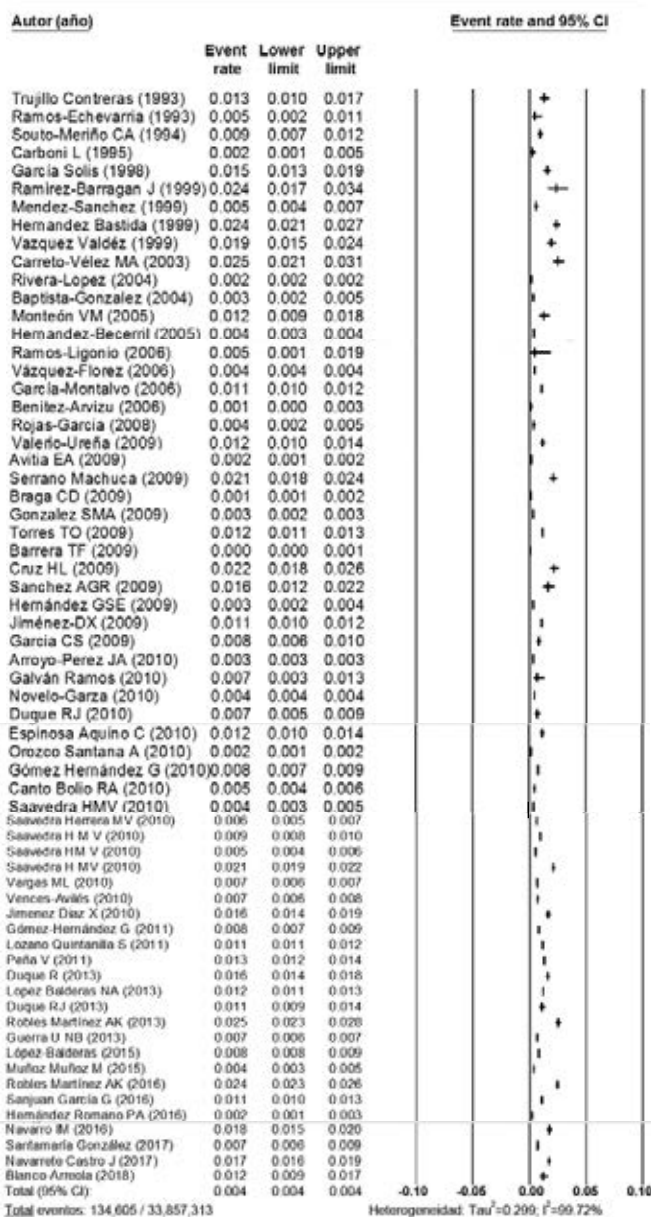 Autor (año) Event rate and 95% CI
Event Lower Upper
rate limit limit
Trujillo Contreras (1993) 0.013 0.010 0.017
Ramos-Echevarria (1993) 0.005 0.002 0.011
Souto-Meriño CA (1994) 0.009 0.007 0.012
Carboni L (1995) 0.002 0.001 0.005
García Solis (1998) 0.015 0.013 0.019
Ramírez-Barragan J (1999) 0.024 0.017 0.034
Mendez-Sanchez (1999) 0.005 0.004 0.007
Hernandez Bastida (1999) 0.024 0.021 0.027
Vazquez Valdéz (1999) 0.019 0.015 0.024
Carreto-Vélez MA (2003) 0.025 0.021 0.031
Rivera-Lopez (2004) 0.002 0.002 0.002
Baptista-Gonzalez (2004) 0.003 0.002 0.005
Monteón VM (2005) 0.012 0.009 0.018
Hernandez-Becerril (2005) 0.004 0.003 0.004
Ramos-Ligonio (2006) 0.005 0.001 0.019
Vázquez-Florez (2006) 0.004 0.004 0.004
García-Montalvo (2006) 0.011 0.010 0.012
Benitez-Arvizu (2006) 0.001 0.000 0.003
Rojas-Garcia (2008) 0.004 0.002 0.005
Valerio-Ureña (2009) 0.012 0.010 0.014
Avitia EA (2009) 0.002 0.001 0.002
Serrano Machuca (2009) 0.021 0.018 0.024
Braga CD (2009) 0.001 0.001 0.002
Gonzalez SMA (2009) 0.003 0.002 0.003
Torres TO (2009) 0.012 0.011 0.013
Barrera TF (2009) 0.000 0.000 0.001
Cruz HL (2009) 0.022 0.018 0.026
Sanchez AGR (2009) 0.016 0.012 0.022
Hernández GSE (2009) 0.003 0.002 0.004
Jiménez-DX (2009) 0.011 0.010 0.012
Garcia CS (2009) 0.008 0.006 0.010
Arroyo-Perez JA (2010) 0.003 0.003 0.003
Galván Ramos (2010) 0.007 0.003 0.013
Novelo-Garza (2010) 0.004 0.004 0.004
Duque RJ (2010) 0.007 0.005 0.009
Espinosa Aquino C (2010) 0.012 0.010 0.014
Orozco Santana A (2010) 0.002 0.001 0.002
Gómez Hernández G (2010) 0.008 0.007 0.009
Canto Bolio RA (2010) 0.005 0.004 0.006
Saavedra HMV (2010) 0.004 0.003 0.005
Saavedra Herrera MV (2010) 0.006 0.005 0.007
Saavedra H M V (2010) 0.009 0.008 0.010
Saavedra HM V (2010) 0.005 0.004 0.006
Saavedra H MV (2010) 0.021 0.019 0.022
Vargas ML (2010) 0.007 0.006 0.007
Vences-Avilés (2010) 0.007 0.006 0.008
Jimenez Diaz X (2010) 0.016 0.014 0.019
Gómez-Hernández G (2011) 0.008 0.007 0.009
Lozano Quintanilla S (2011) 0.011 0.011 0.012
Peña V (2011) 0.013 0.012 0.014
Duque R (2013) 0.016 0.014 0.018
Lopez Balderas NA (2013) 0.012 0.011 0.013
Duque RJ (2013) 0.011 0.009 0.014
Robles Martínez AK (2013) 0.025 0.023 0.028
Guerra U NB (2013) 0.007 0.006 0.007
López-Balderas (2015) 0.008 0.008 0.009
Muñoz Muñoz M (2015) 0.004 0.003 0.005
Robles Martínez AK (2016) 0.024 0.023 0.026
Sanjuan García G (2016) 0.011 0.010 0.013
Hernández Romano PA (2016) 0.002 0.001 0.003
Navarro IM (2016) 0.018 0.015 0.020
Santamaría González (2017) 0.007 0.006 0.009
Navarrete Castro J (2017) 0.017 0.016 0.019
Blanco Arreola (2018) 0.012 0.009 0.017
Total (95% CI): 0.004 0.004 0.004 -0.10 -0.05 0.00 0.05 0.10
Total eventos: 134,605 / 33,857,313 Heterogeneidad: Tau²=0.299; I²=99.72%